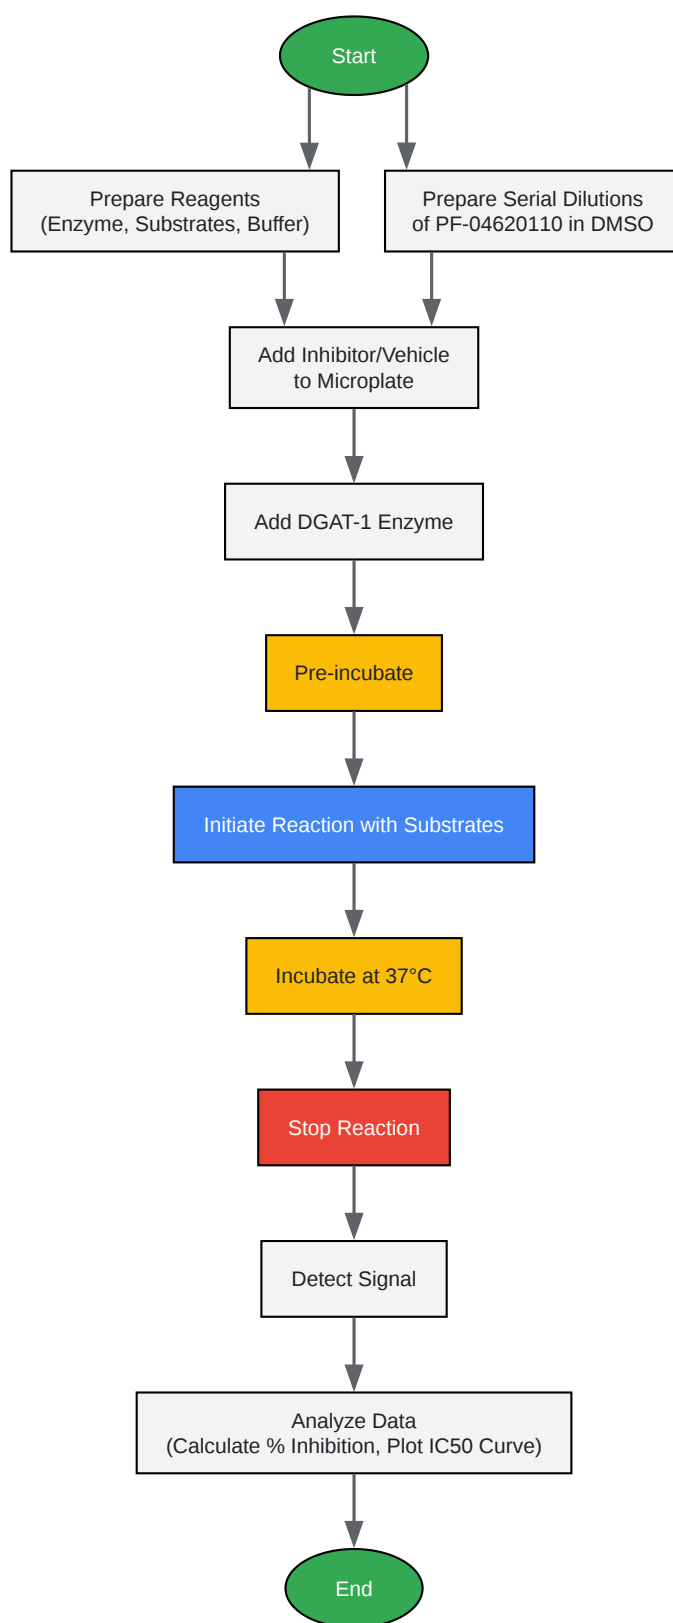 Start
Prepare Reagents
(Enzyme, Substrates, Buffer)
Prepare Serial Dilutions
of PF-04620110 in DMSO
Add Inhibitor/Vehicle
to Microplate
Add DGAT-1 Enzyme
Pre-incubate
Initiate Reaction with Substrates
Incubate at 37°C
Stop Reaction
Detect Signal
Analyze Data
(Calculate % Inhibition, Plot IC50 Curve)
End